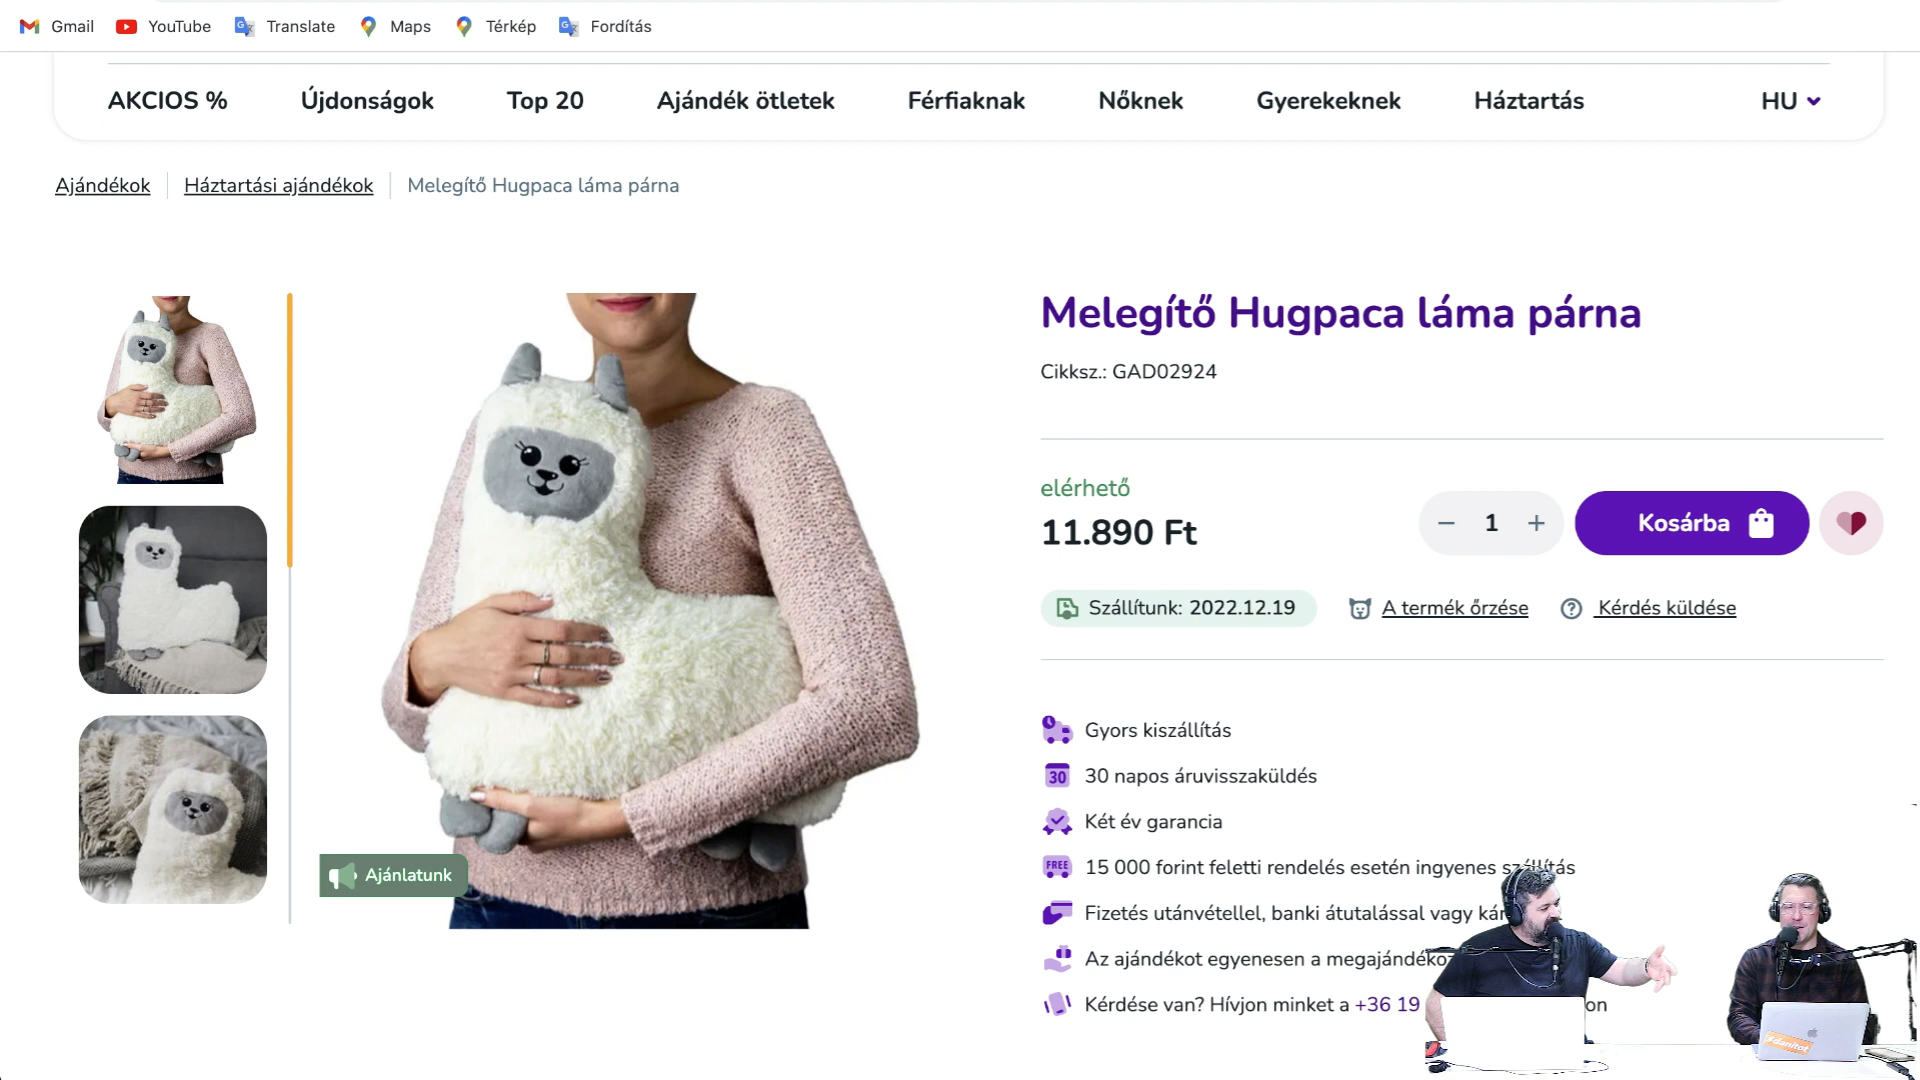 Gmail YouTube Translate Maps Térkép Fordítás
AKCIOS % Újdonságok Top 20 Ajándék ötletek Férfiaknak Nőknek Gyerekeknek Háztartás HU
Ajándékok Háztartási ajándékok Melegítő Hugpaca láma párna
Melegítő Hugpaca láma párna
Cikksz.: GAD02924
elérhető
11.890 Ft
1
Kosárba
Szállítunk: 2022.12.19
A termék őrzése
Kérdés küldése
Gyors kiszállítás
30 30 napos áruvisszaküldés
Két év garancia
FREE 15 000 forint feletti rendelés esetén ingyenes szállítás
Fizetés utánvétellel, banki átutalással vagy
Az ajándékot egyenesen a
Kérdése van? Hívjon minket a +36 19
Ajánlatunk